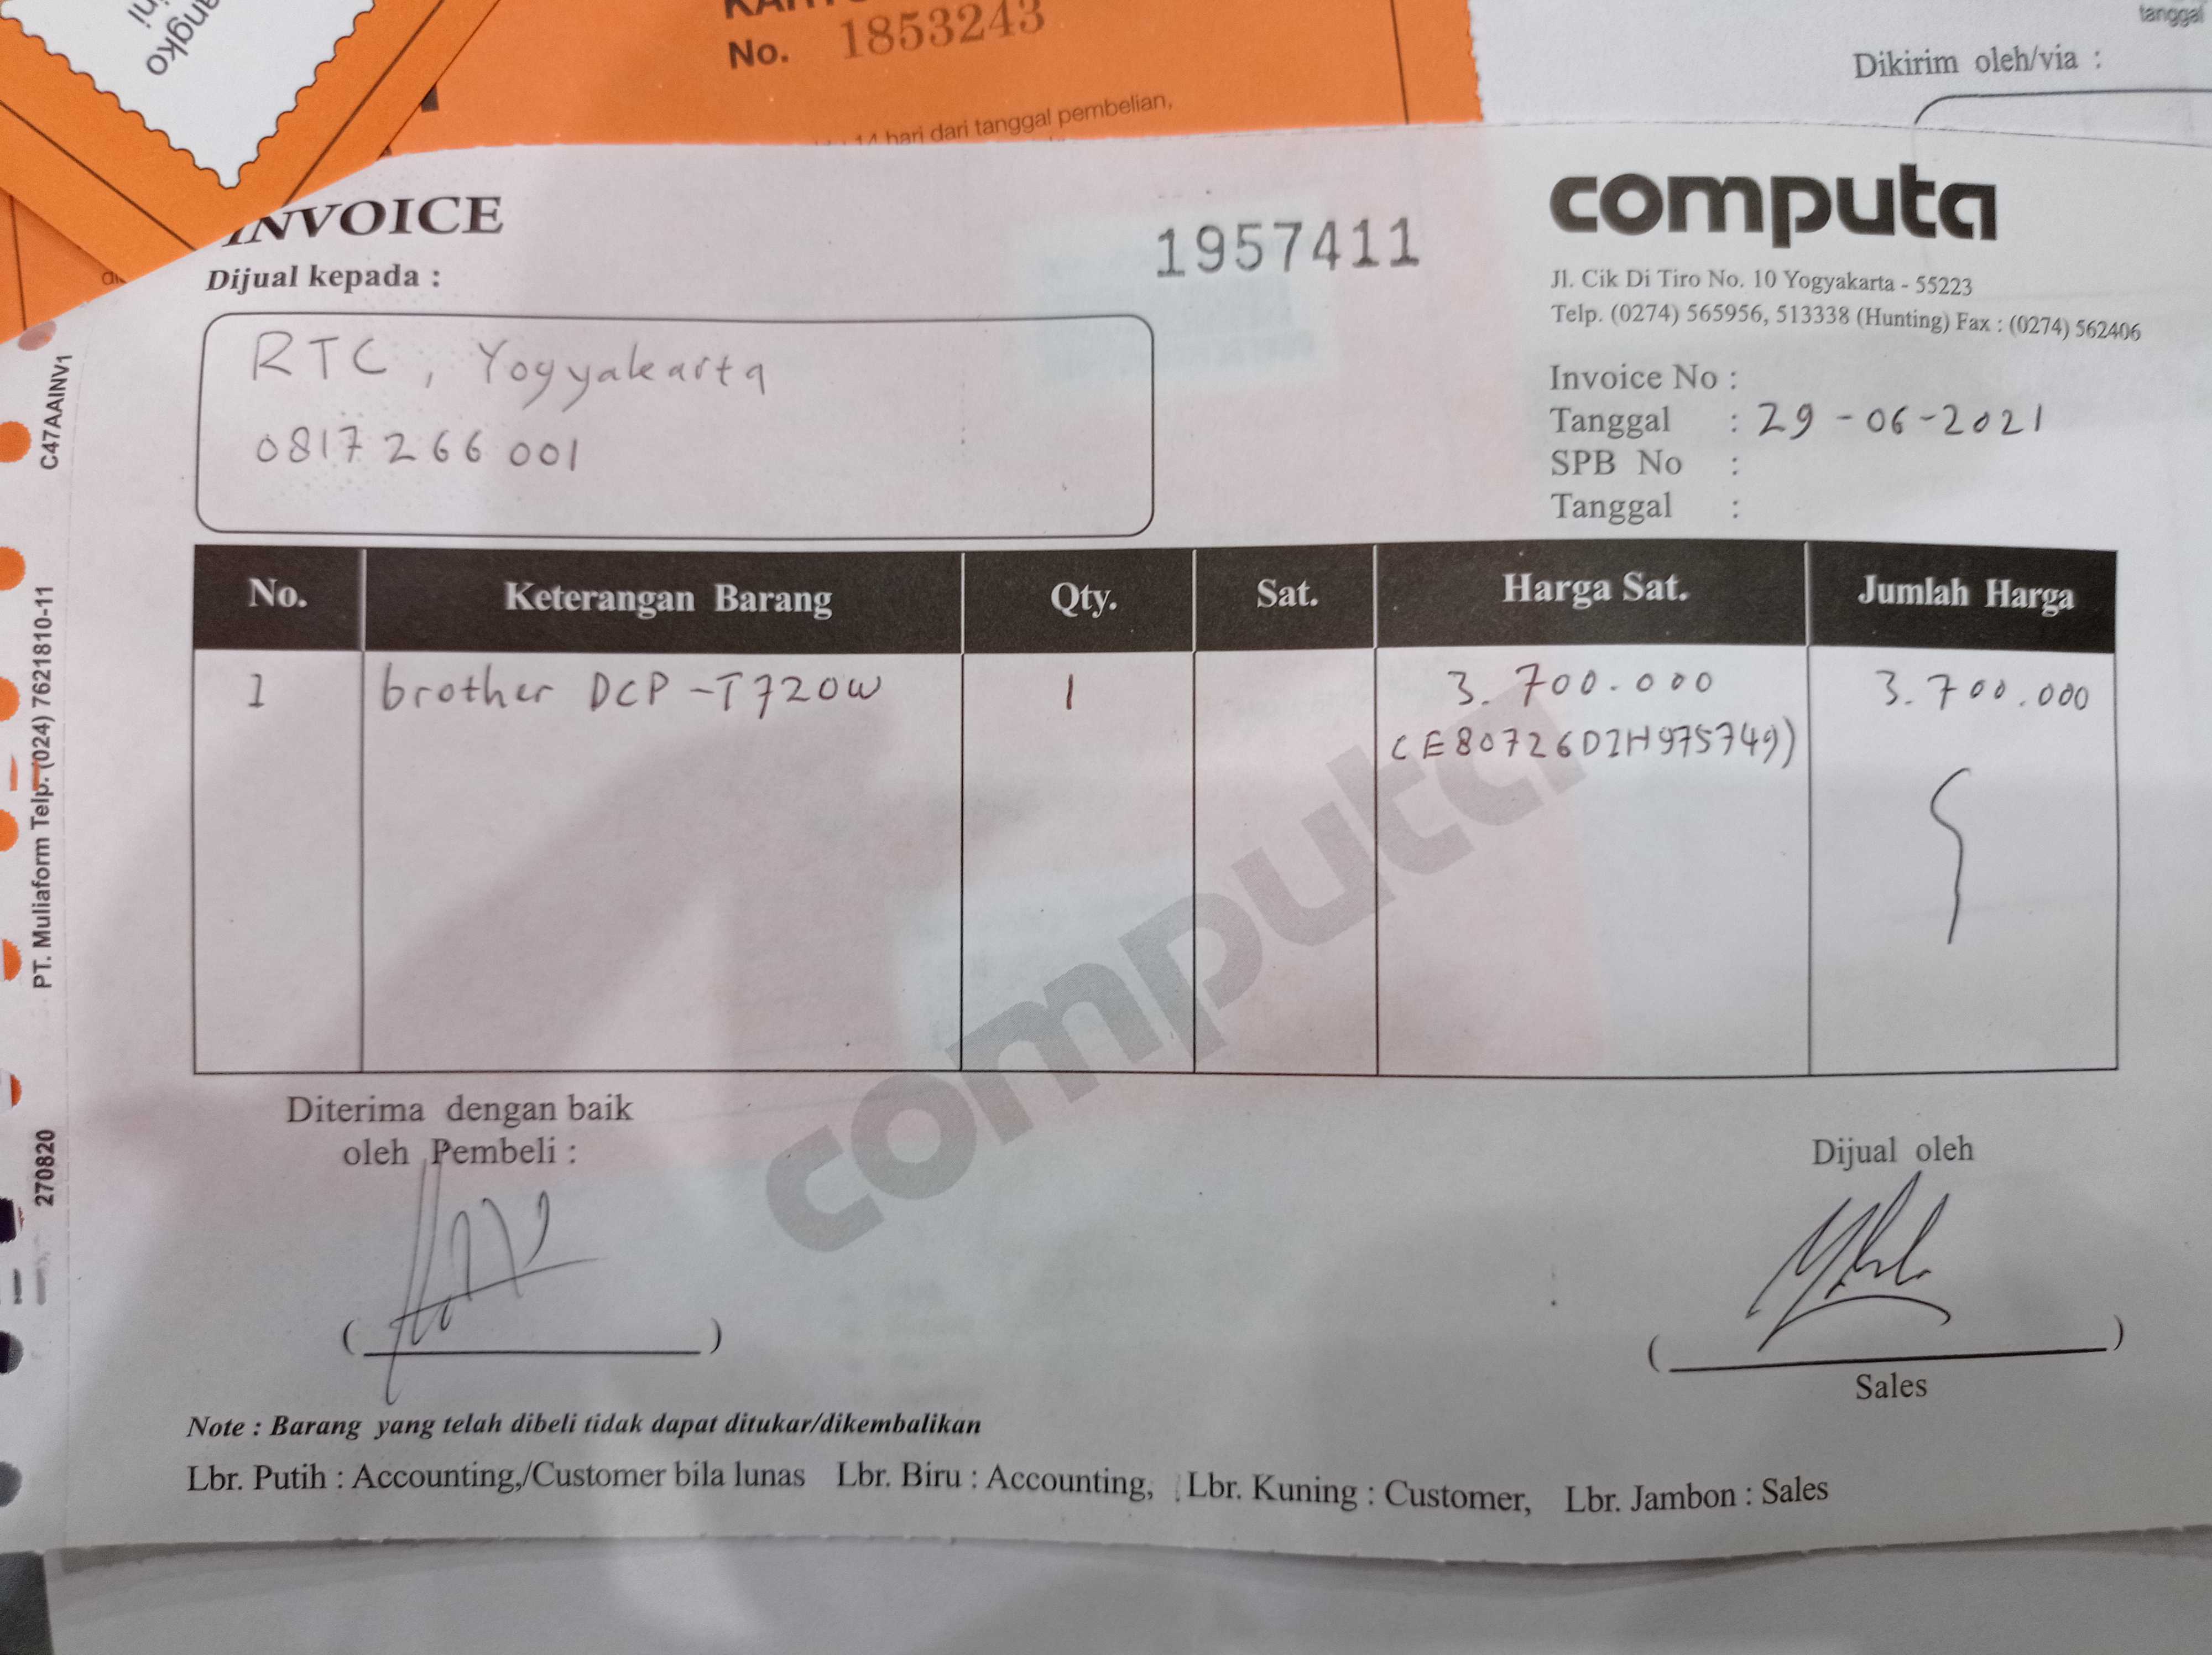 angko
ini
No. 1853243
14 hari dari tanggal pembelian,
tanggal
Dikirim oleh/via :
INVOICE
1957411
computa
Jl. Cik Di Tiro No. 10 Yogyakarta - 55223
Telp. (0274) 565956, 513338 (Hunting) Fax : (0274) 562406
Dijual kepada :
RTC, Yogyakarta
0817 266 001
Invoice No :
Tanggal : 29-06-2021
SPB No :
Tanggal :
No. Keterangan Barang Qty. Sat. Harga Sat. Jumlah Harga
1 brother DCP-T720W 1 3.700.000 3.700.000
(E80726D1H975749)
computa
Diterima dengan baik
oleh Pembeli :
Dijual oleh
( )
( )
Sales
Note : Barang yang telah dibeli tidak dapat ditukar/dikembalikan
Lbr. Putih : Accounting,/Customer bila lunas Lbr. Biru : Accounting, Lbr. Kuning : Customer, Lbr. Jambon : Sales
C47AAINV1
PT. Muliaform Telp. (024) 7621810-11
270820